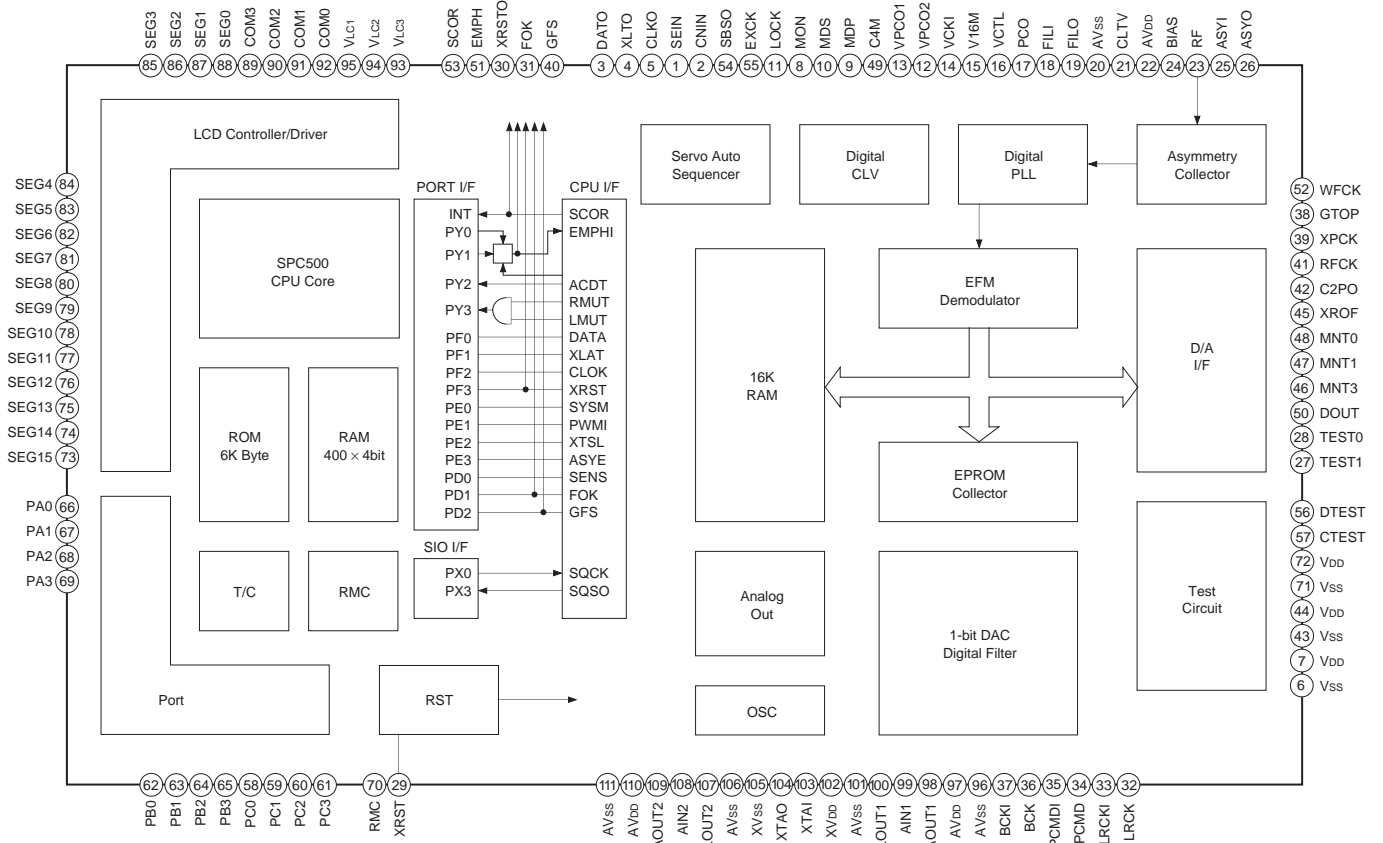 SEG3 SEG2 SEG1 SEG0 COM3 COM2 COM1 COM0 VLC1 VLC2 VLC3 SCOR EMPH XRSTO FOK GFS DATO XLTO CLKO SEIN CNIN SBSO EXCK LOCK MON MDS MDP C4M VPCO1 VPCO2 VCKI V16M VCTL PCO FILI FILO AVSS CLTV AVDD BIAS RF ASYI ASYO
85 86 87 88 89 90 91 92 95 94 93 53 51 30 31 40 3 4 5 1 2 54 55 11 8 10 9 49 13 12 14 15 16 17 18 19 20 21 22 24 23 25 26
LCD Controller/Driver
Servo Auto
Sequencer
Digital
CLV
Digital
PLL
Asymmetry
Collector
SEG4 84
SEG5 83
SEG6 82
SEG7 81
SEG8 80
SEG9 79
SEG10 78
SEG11 77
SEG12 76
SEG13 75
SEG14 74
SEG15 73
PA0 66
PA1 67
PA2 68
PA3 69
SPC500
CPU Core
ROM
6K Byte
RAM
400 × 4bit
T/C
RMC
Port
RST
PORT I/F
INT
PY0
PY1
PY2
PY3
PF0
PF1
PF2
PF3
PE0
PE1
PE2
PE3
PD0
PD1
PD2
SIO I/F
PX0
PX3
CPU I/F
SCOR
EMPHI
ACDT
RMUT
LMUT
DATA
XLAT
CLOK
XRST
SYSM
PWMI
XTSL
ASYE
SENS
FOK
GFS
SQCK
SQSO
16K
RAM
EFM
Demodulator
EPROM
Collector
D/A
I/F
Analog
Out
OSC
1-bit DAC
Digital Filter
Test
Circuit
52 WFCK
38 GTOP
39 XPCK
41 RFCK
42 C2PO
45 XROF
48 MNT0
47 MNT1
46 MNT3
50 DOUT
28 TEST0
27 TEST1
56 DTEST
57 CTEST
72 VDD
71 VSS
44 VDD
43 VSS
7 VDD
6 VSS
62 63 64 65 58 59 60 61 70 29 111 110 109 108 107 106 105 104 103 102 101 100 99 98 97 96 37 36 35 34 33 32
PB0 PB1 PB2 PB3 PC0 PC1 PC2 PC3 RMC XRST AVSS AVDD AOUT2 AIN2 LOUT2 AVSS XVSS XTAO XTAI XVDD AVSS LOUT1 AIN1 AOUT1 AVDD AVSS BCKI BCK PCMDI PCMD LRCKI LRCK